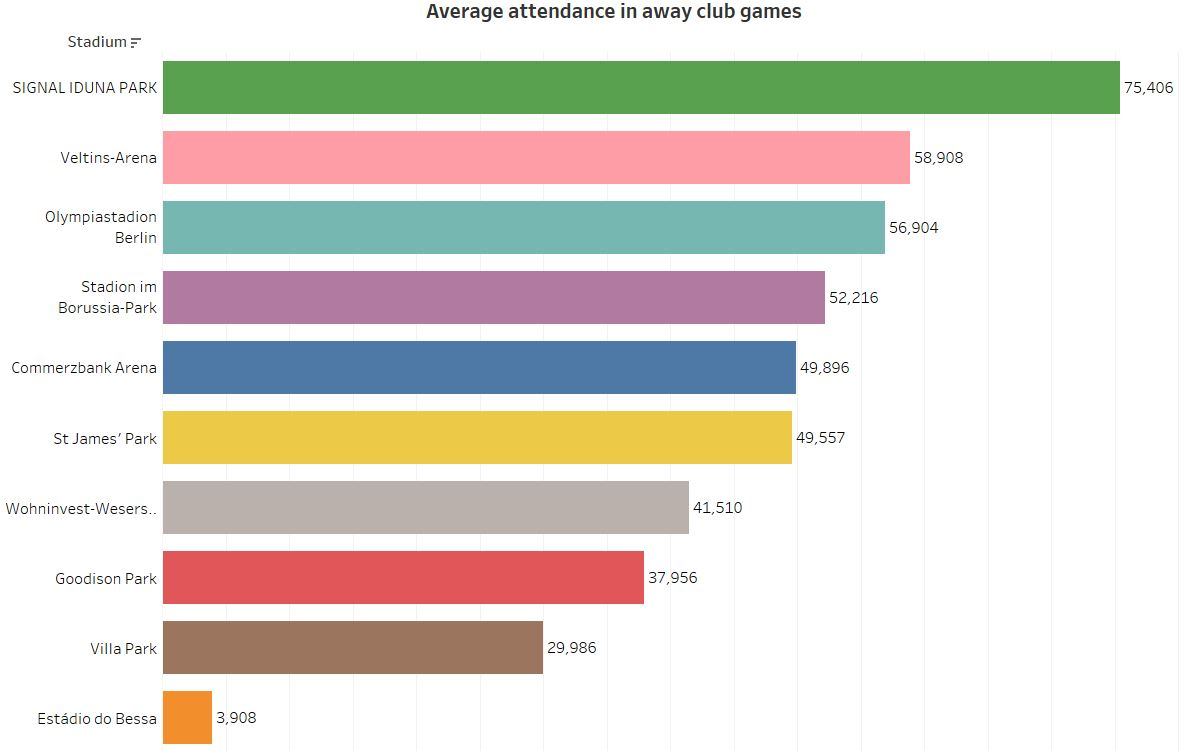 Average attendance in away club games
Stadium
SIGNAL IDUNA PARK
75,406
Veltins-Arena
58,908
Olympiastadion
Berlin
56,904
Stadion im
Borussia-Park
52,216
Commerzbank Arena
49,896
St James’ Park
49,557
Wohninvest-Wesers..
41,510
Goodison Park
37,956
Villa Park
29,986
Estádio do Bessa
3,908